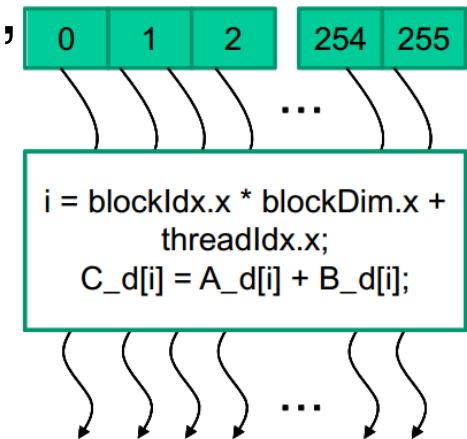 ,
0 1 2 254 255
...
i = blockIdx.x * blockDim.x +
threadIdx.x;
C_d[i] = A_d[i] + B_d[i];
...